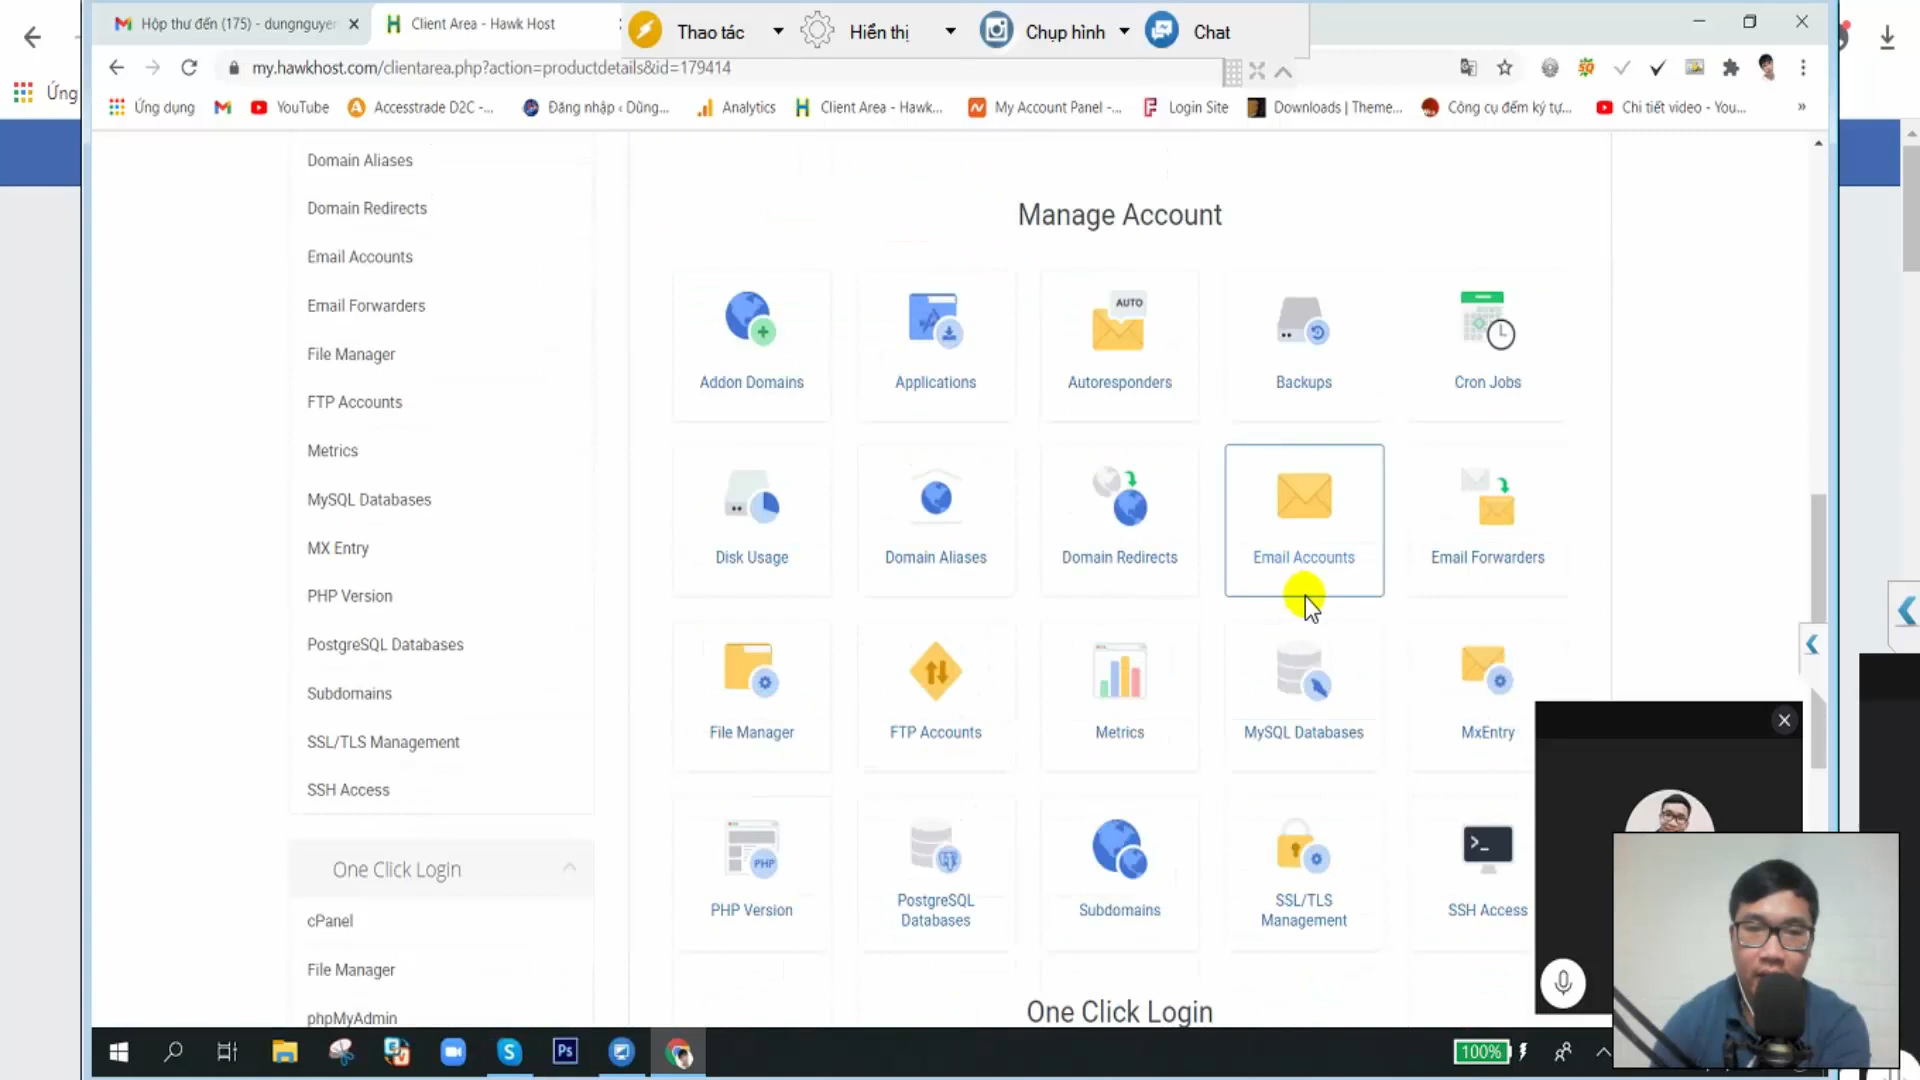 Hộp thư đến (175) - dungnguyen
Client Area - Hawk Host
Thao tác
Hiển thị
Chụp hình
Chat
my.hawkhost.com/clientarea.php?action=productdetails&id=179414
Ứng
Ứng dụng
YouTube
Accesstrade D2C -...
Đăng nhập ‹ Dũng...
Analytics
Client Area - Hawk...
My Account Panel -...
Login Site
Downloads | Theme...
Công cụ đếm ký tự...
Chi tiết video - You...
»
Domain Aliases
Domain Redirects
Email Accounts
Email Forwarders
File Manager
FTP Accounts
Metrics
MySQL Databases
MX Entry
PHP Version
PostgreSQL Databases
Subdomains
SSL/TLS Management
SSH Access
One Click Login
cPanel
File Manager
phpMyAdmin
Manage Account
Addon Domains
Applications
AUTO
Autoresponders
Backups
Cron Jobs
Disk Usage
Domain Aliases
Domain Redirects
Email Accounts
Email Forwarders
File Manager
FTP Accounts
Metrics
MySQL Databases
MxEntry
PHP
PHP Version
PostgreSQL
Databases
Subdomains
SSL/TLS
Management
>_
SSH Access
One Click Login
Ps
100%